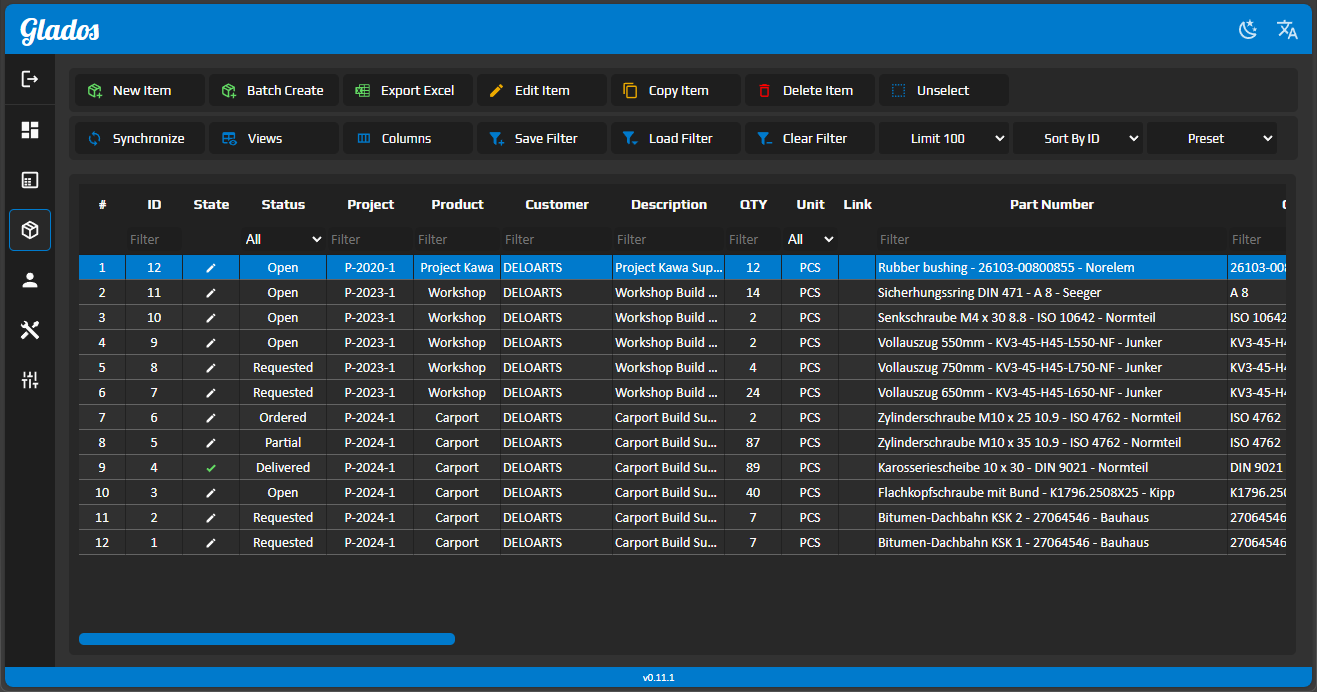 Glados
New Item Batch Create Export Excel Edit Item Copy Item Delete Item Unselect
Synchronize Views Columns Save Filter Load Filter Clear Filter Limit 100 Sort By ID Preset
# ID State Status Project Product Customer Description QTY Unit Link Part Number
Filter All Filter Filter Filter Filter Filter All Filter Filter
1 12 Open P-2020-1 Project Kawa DELOARTS Project Kawa Sup... 12 PCS Rubber bushing - 26103-00800855 - Norelem 26103-008
2 11 Open P-2023-1 Workshop DELOARTS Workshop Build ... 14 PCS Sicherhungssring DIN 471 - A 8 - Seeger A 8
3 10 Open P-2023-1 Workshop DELOARTS Workshop Build ... 2 PCS Senkschraube M4 x 30 8.8 - ISO 10642 - Normteil ISO 10642
4 9 Open P-2023-1 Workshop DELOARTS Workshop Build ... 2 PCS Vollauszug 550mm - KV3-45-H45-L550-NF - Junker KV3-45-H4
5 8 Requested P-2023-1 Workshop DELOARTS Workshop Build ... 4 PCS Vollauszug 750mm - KV3-45-H45-L750-NF - Junker KV3-45-H4
6 7 Requested P-2023-1 Workshop DELOARTS Workshop Build ... 24 PCS Vollauszug 650mm - KV3-45-H45-L650-NF - Junker KV3-45-H4
7 6 Ordered P-2024-1 Carport DELOARTS Carport Build Su... 2 PCS Zylinderschraube M10 x 25 10.9 - ISO 4762 - Normteil ISO 4762
8 5 Partial P-2024-1 Carport DELOARTS Carport Build Su... 87 PCS Zylinderschraube M10 x 35 10.9 - ISO 4762 - Normteil ISO 4762
9 4 Delivered P-2024-1 Carport DELOARTS Carport Build Su... 89 PCS Karosseriescheibe 10 x 30 - DIN 9021 - Normteil DIN 9021
10 3 Open P-2024-1 Carport DELOARTS Carport Build Su... 40 PCS Flachkopfschraube mit Bund - K1796.2508X25 - Kipp K1796.250
11 2 Requested P-2024-1 Carport DELOARTS Carport Build Su... 7 PCS Bitumen-Dachbahn KSK 2 - 27064546 - Bauhaus 27064546
12 1 Requested P-2024-1 Carport DELOARTS Carport Build Su... 7 PCS Bitumen-Dachbahn KSK 1 - 27064546 - Bauhaus 27064546
v0.11.1